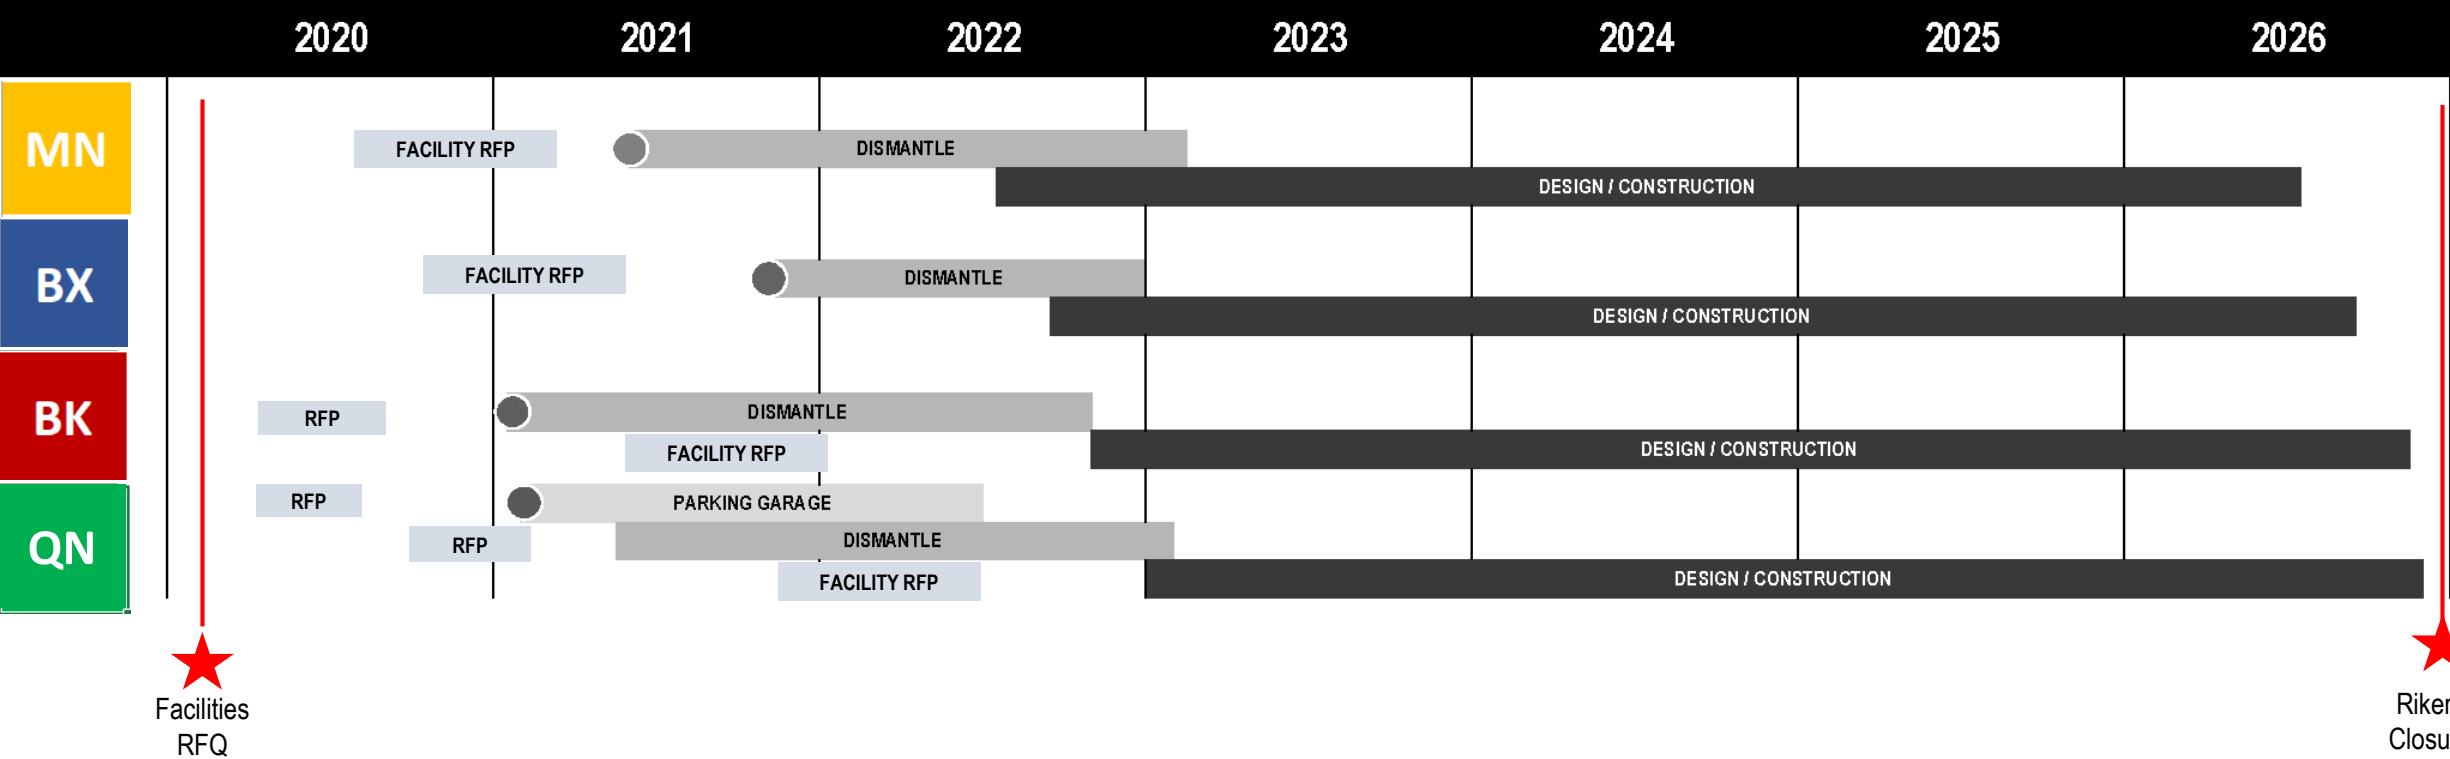 2020 2021 2022 2023 2024 2025 2026
MN
FACILITY RFP
DISMANTLE
DESIGN / CONSTRUCTION
BX
FACILITY RFP
DISMANTLE
DESIGN / CONSTRUCTION
BK
RFP
DISMANTLE
FACILITY RFP
DESIGN / CONSTRUCTION
QN
RFP
PARKING GARAGE
RFP
DISMANTLE
FACILITY RFP
DESIGN / CONSTRUCTION
Facilities
RFQ
Riker
Closu